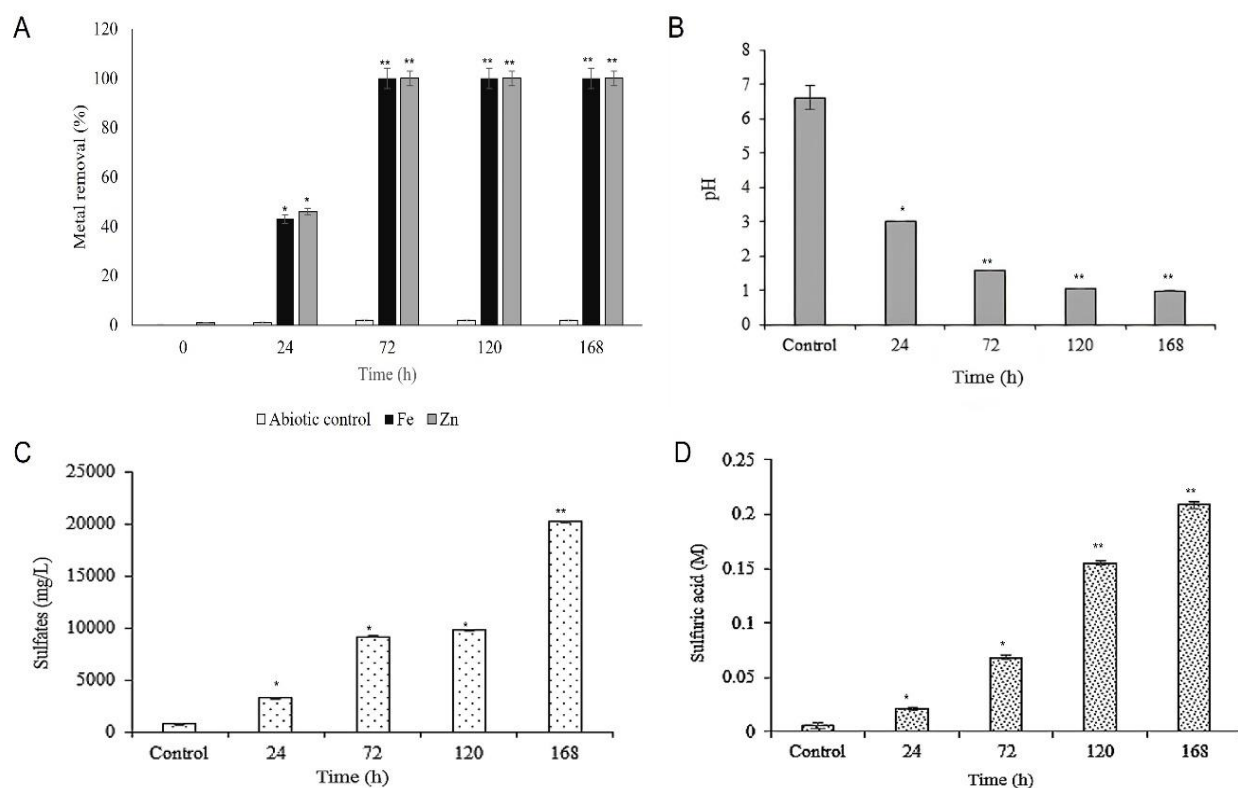 A
120
100
80
60
40
20
0
Metal removal (%)
* *
** **
** **
** **
0 24 72 120 168
Time (h)
Abiotic control Fe Zn
B
8
7
6
5
4
3
2
1
0
pH
*
**
**
**
Control 24 72 120 168
Time (h)
C
25000
20000
15000
10000
5000
0
Sulfates (mg/L)
*
*
*
**
Control 24 72 120 168
Time (h)
D
0.25
0.2
0.15
0.1
0.05
0
Sulfuric acid (M)
*
*
**
**
Control 24 72 120 168
Time (h)